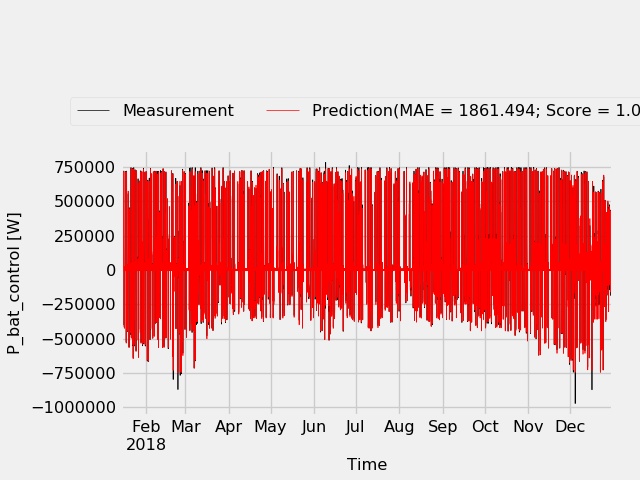 Measurement Prediction(MAE = 1861.494; Score = 1.0
P_bat_control [W]
750000
500000
250000
0
−250000
−500000
−750000
−1000000
Feb Mar Apr May Jun Jul Aug Sep Oct Nov Dec
2018
Time